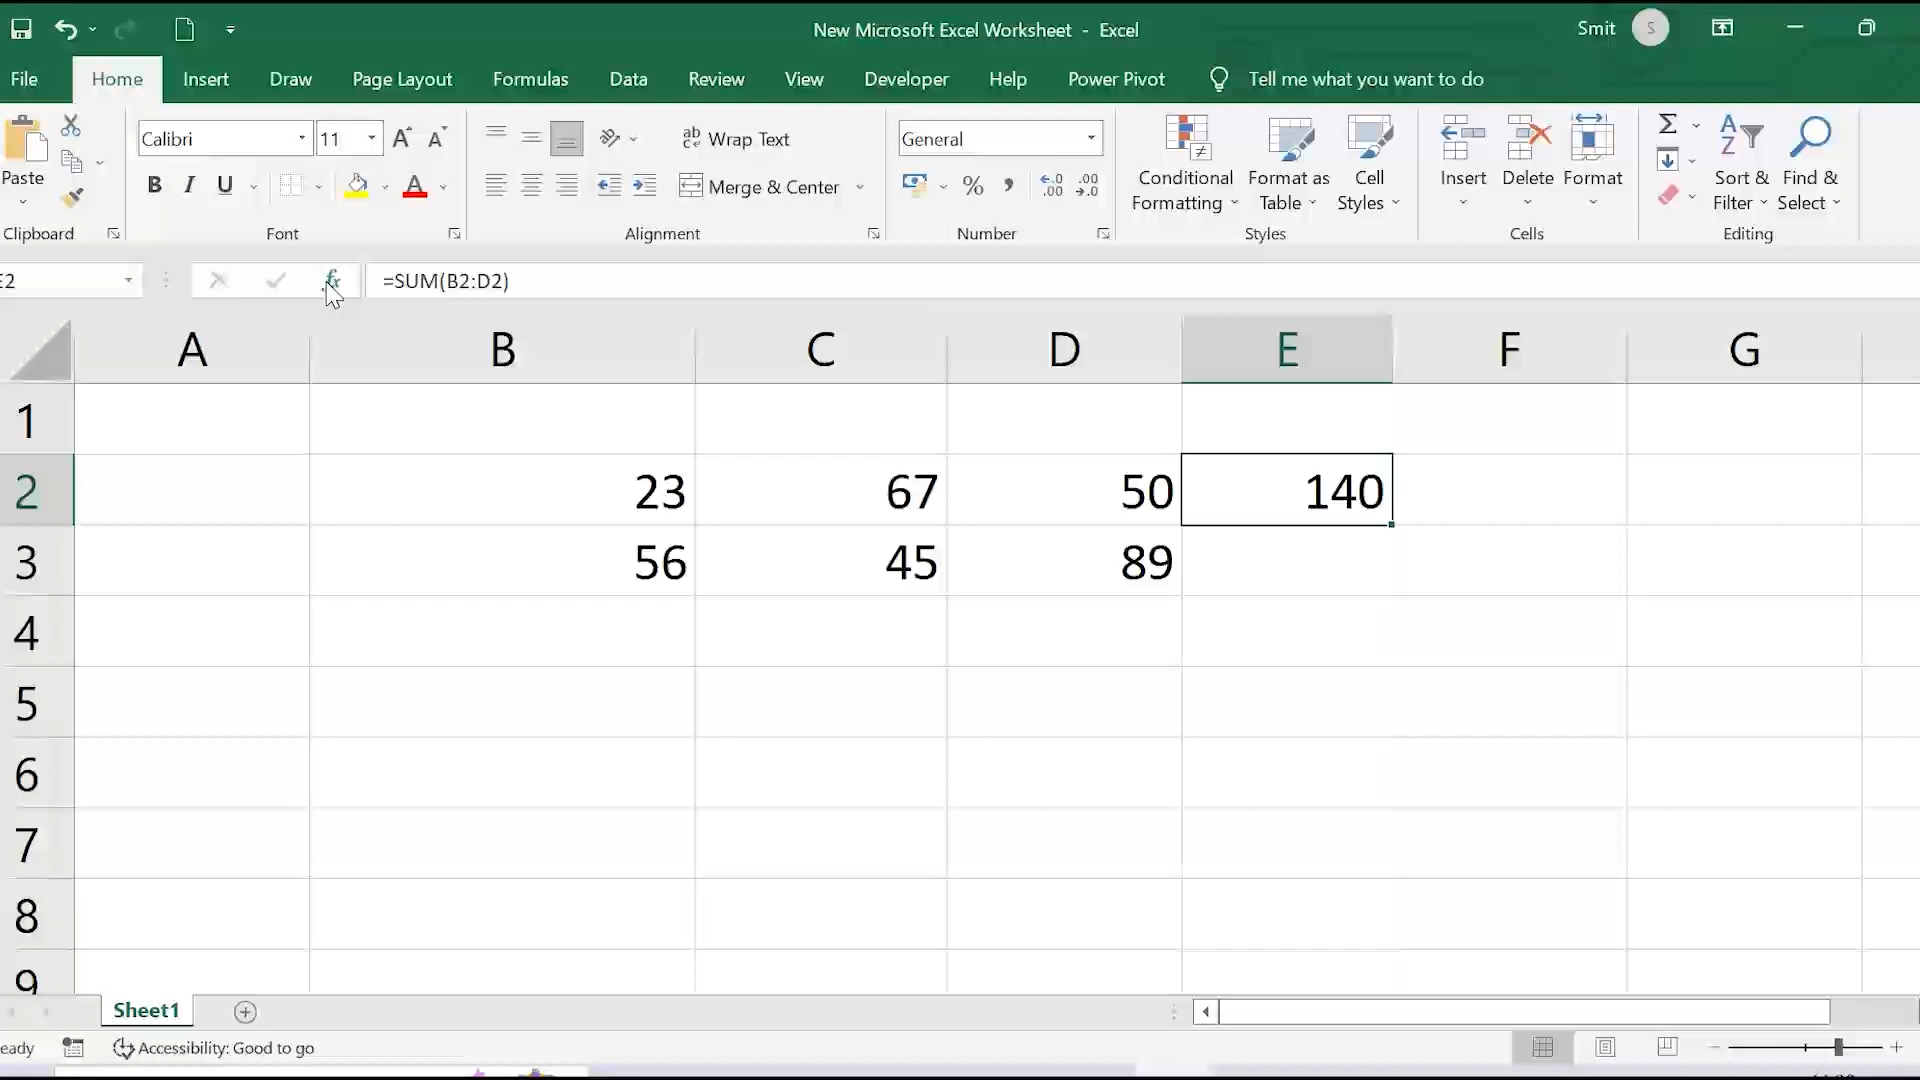 New Microsoft Excel Worksheet - Excel
Smit
S
File Home Insert Draw Page Layout Formulas Data Review View Developer Help Power Pivot Tell me what you want to do
Paste
Clipboard
Calibri 11
B I U A
Font
ab Wrap Text
Merge & Center
Alignment
General
% 
Number
Conditional Formatting
Format as Table
Cell Styles
Styles
Insert Delete Format
Cells
Sort & Filter
Find & Select
Editing
E2 fx =SUM(B2:D2)
A B C D E F G
1
2 23 67 50 140
3 56 45 89
4
5
6
7
8
9
Sheet1
eady Accessibility: Good to go